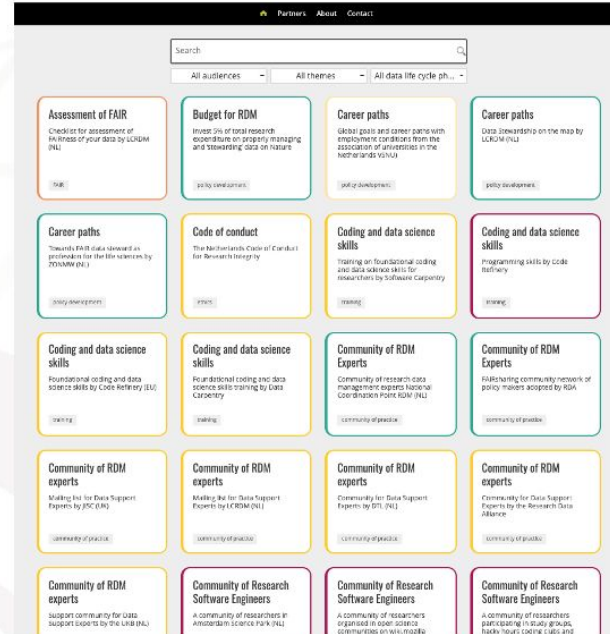 Partners About Contact
Search
All audiences
All themes
All data life cycle ph...
Assessment of FAIR
Checklist for assessment of
FAIRness of your data by LCRDM
(NL)
FAIR
Budget for RDM
Invest 5% of total research
expenditure on properly managing
and 'stewarding' data on Nature
policy development
Career paths
Global goals and career paths with
employment conditions from the
association of universities in the
Netherlands VSNU)
policy development
Career paths
Data Stewardship on the map by
LCRDM (NL)
policy development
Career paths
Towards FAIR data steward as
profession for the life sciences by
ZONMW (NL)
policy development
Code of conduct
The Netherlands Code of Conduct
for Research Integrity
ethics
Coding and data science
skills
Training on foundational coding
and data science skills for
researchers by Software Carpentry
training
Coding and data science
skills
Programming skills by Code
Refinery
training
Coding and data science
skills
Foundational coding and data
science skills by Code Refinery (EU)
training
Coding and data science
skills
Foundational coding and data
science skills training by Data
Carpentry
training
Community of RDM
Experts
Community of research data
management experts National
Coordination Point RDM (NL)
community of practice
Community of RDM
Experts
FAIRsharing community network of
policy makers adopted by RDA
community of practice
Community of RDM
experts
Mailing list for Data Support
Experts by JISC (UK)
community of practice
Community of RDM
experts
Mailing list for Data Support
Experts by LCRDM (NL)
community of practice
Community of RDM
experts
Community for Data Support
Experts by DTL (NL)
community of practice
Community of RDM
experts
Community for Data Support
Experts by the Research Data
Alliance
community of practice
Community of RDM
experts
Support community for Data
Support Experts by the UKB (NL)
Community of Research
Software Engineers
A community of researchers in
Amsterdam Science Park (NL)
Community of Research
Software Engineers
A community of researchers
organised in open science
communities on wiki.mozilla
Community of Research
Software Engineers
A community of researchers
participating in study groups,
hacky hours coding clubs and